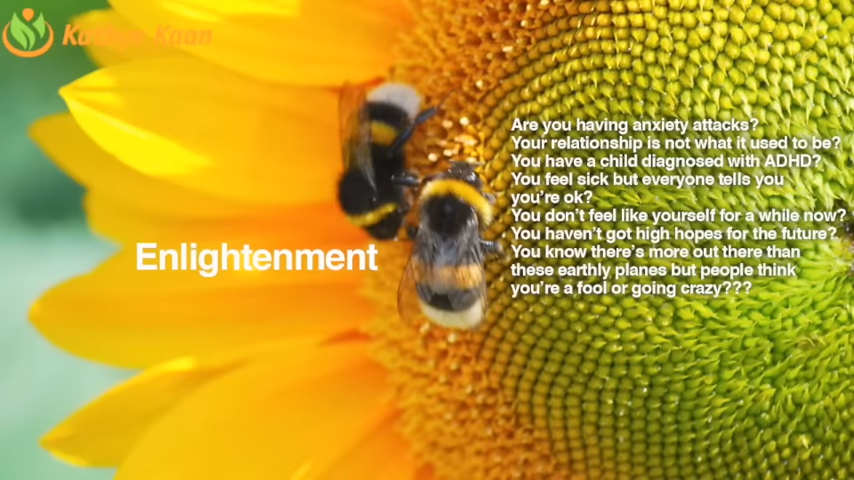 Kaan
Are you having anxiety attacks?
Your relationship is not what it used to be?
You have a child diagnosed with ADHD?
You feel sick but everyone tells you
you're ok?
You don't feel like yourself for a while now?
You haven't got high hopes for the future?
You know there's more out there than
these earthly planes but people think
you're a fool or going crazy???
Enlightenment